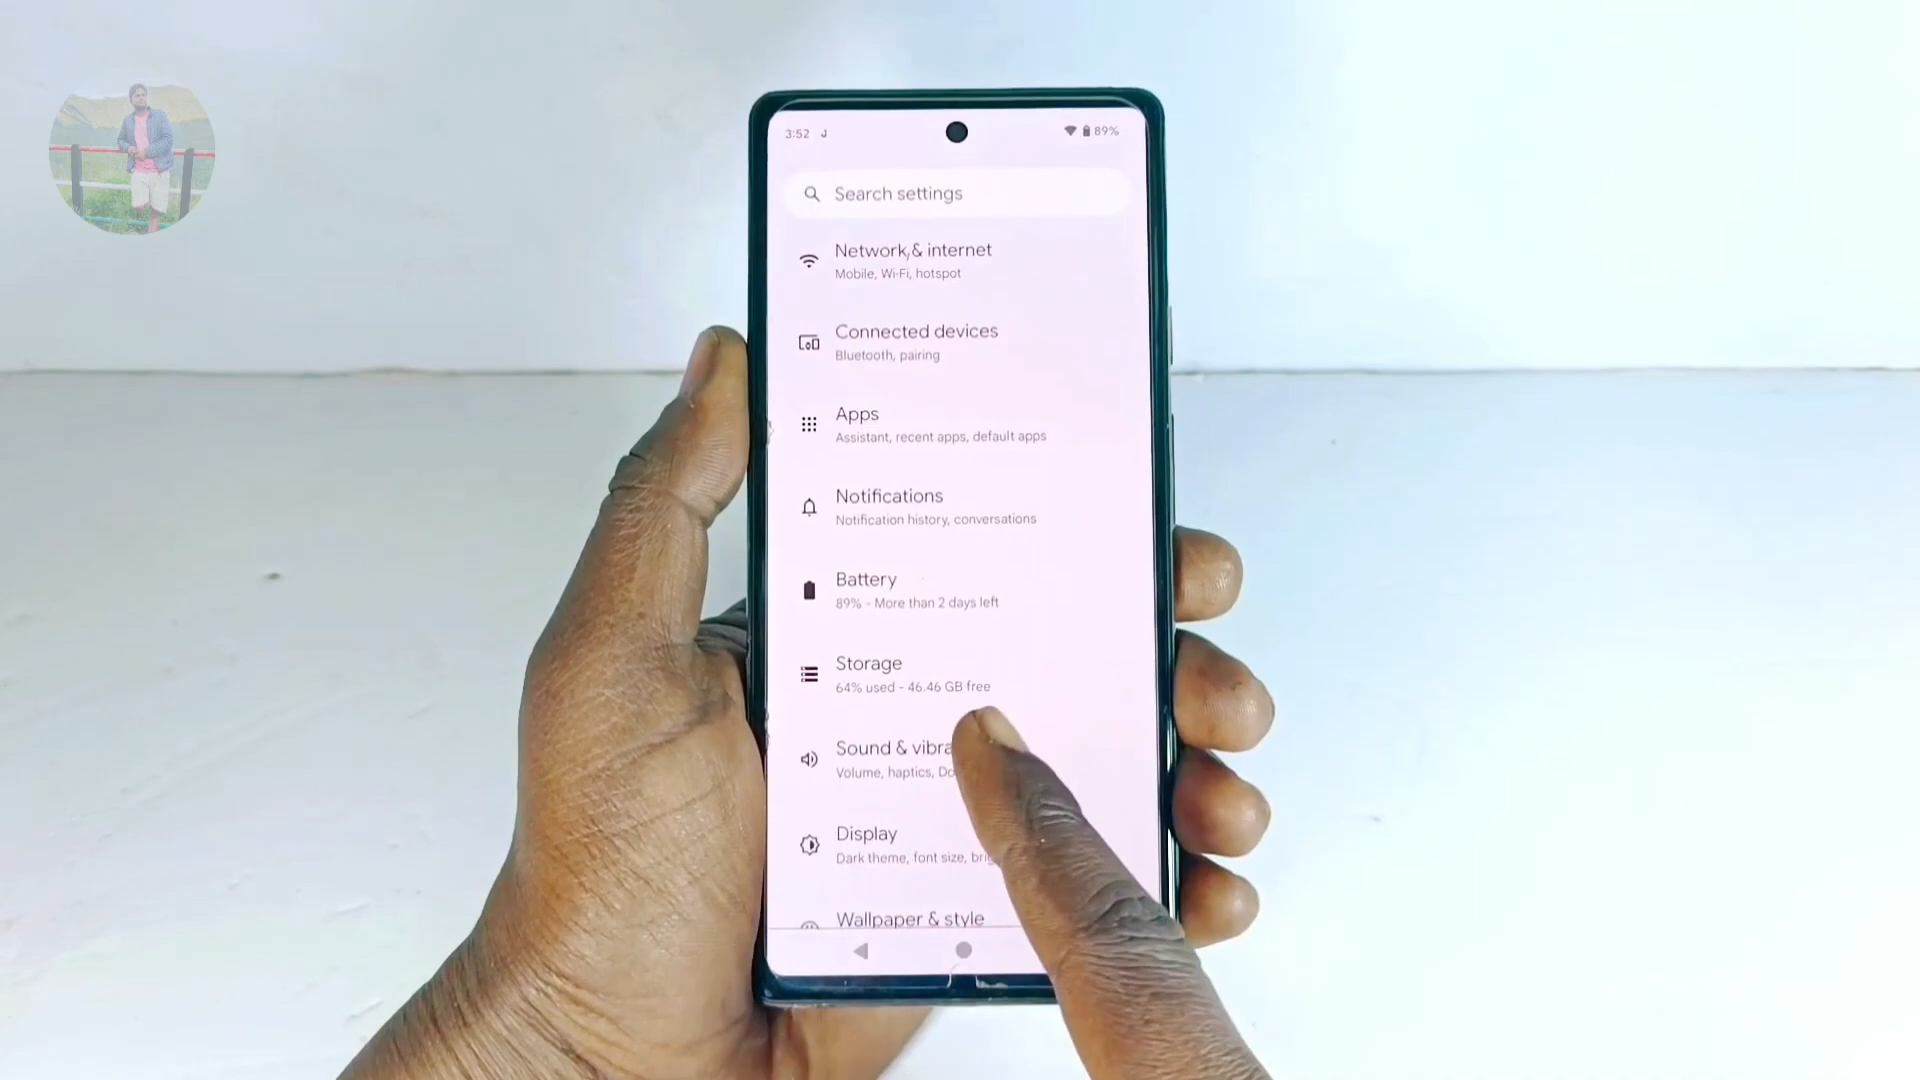 3:52
89%
Search settings
Network & internet
Mobile, Wi-Fi, hotspot
Connected devices
Bluetooth, pairing
Apps
Assistant, recent apps, default apps
Notifications
Notification history, conversations
Battery
89% - More than 2 days left
Storage
64% used - 46.46 GB free
Sound & vibra
Volume, haptics, Do
Display
Dark theme, font size, brig
Wallpaper & style